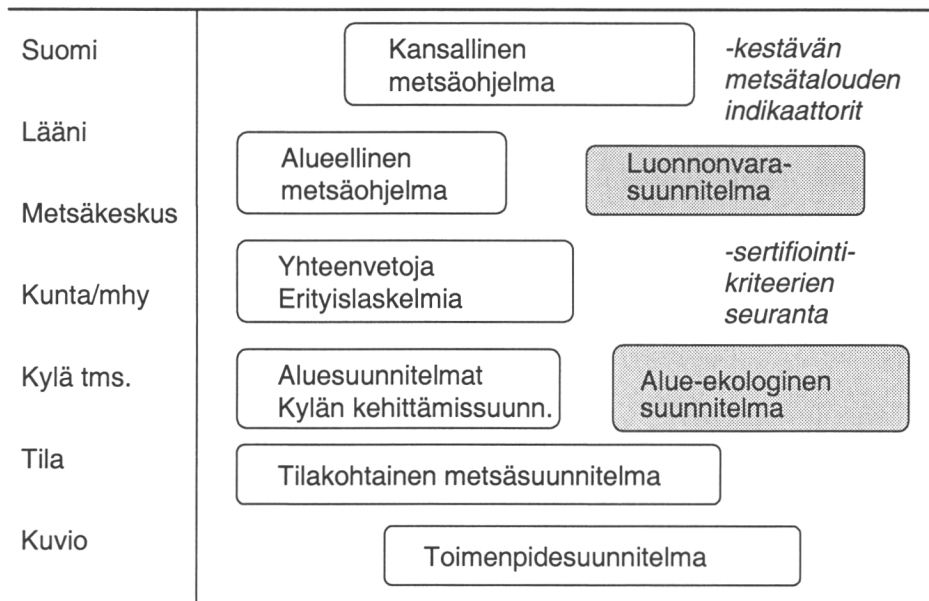 Suomi
Kansallinen
metsäohjelma
-kestävän
metsätalouden
indikaattorit
Lääni
Alueellinen
metsäohjelma
Luonnonvara-
suunnitelma
Metsäkeskus
Yhteenvetoja
Erityislaskelmia
-sertifiointi-
kriteerien
seuranta
Kunta/mhy
Kylä tms.
Aluesuunnitelmat
Kylän kehittämissuunn.
Alue-ekologinen
suunnitelma
Tila
Tilakohtainen metsäsuunnitelma
Kuvio
Toimenpidesuunnitelma